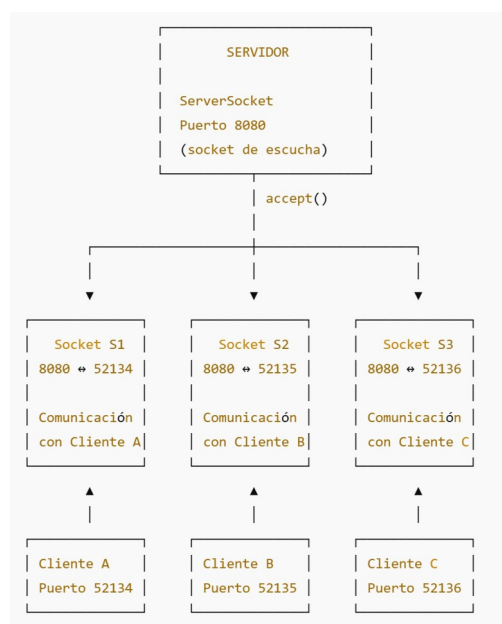 SERVIDOR
ServerSocket
Puerto 8080
(socket de escucha)
accept()
Socket S1
8080 ↔ 52134
Comunicación
con Cliente A
Socket S2
8080 ↔ 52135
Comunicación
con Cliente B
Socket S3
8080 ↔ 52136
Comunicación
con Cliente C
Cliente A
Puerto 52134
Cliente B
Puerto 52135
Cliente C
Puerto 52136